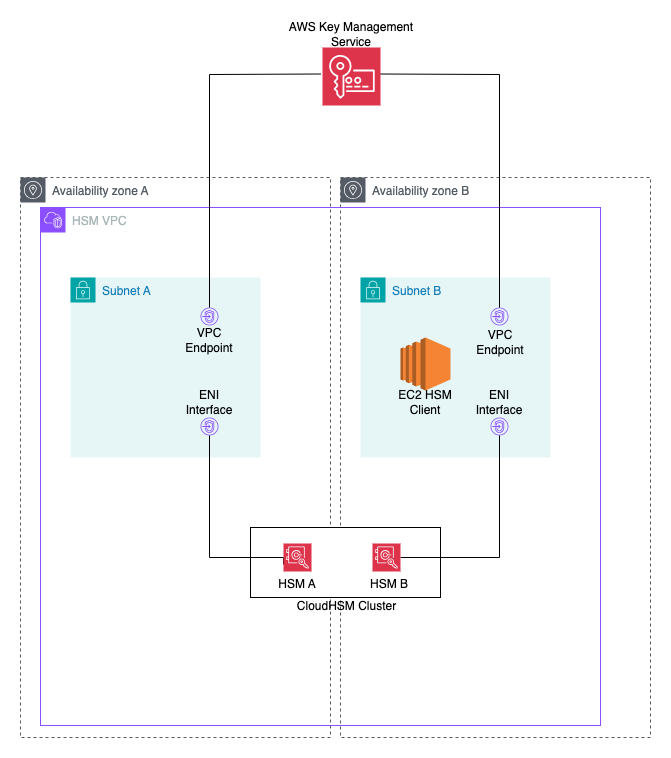 AWS Key Management
Service
Availability zone A
Availability zone B
HSM VPC
Subnet A
Subnet B
VPC
Endpoint
VPC
Endpoint
EC2 HSM
Client
ENI
Interface
ENI
Interface
HSM A
HSM B
CloudHSM Cluster